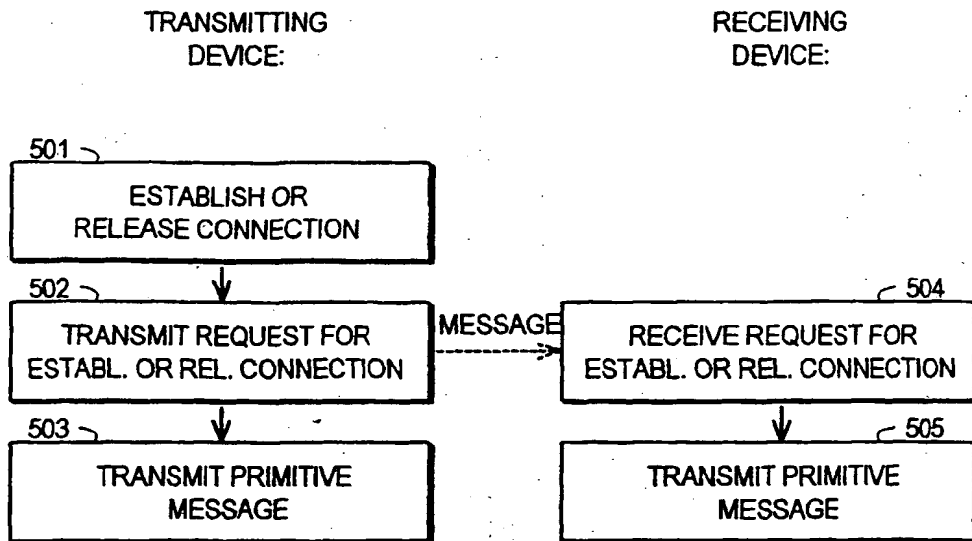 TRANSMITTING
DEVICE:
RECEIVING
DEVICE:
501
ESTABLISH OR
RELEASE CONNECTION
502
TRANSMIT REQUEST FOR
ESTABL. OR REL. CONNECTION
MESSAGE
504
RECEIVE REQUEST FOR
ESTABL. OR REL. CONNECTION
503
TRANSMIT PRIMITIVE
MESSAGE
505
TRANSMIT PRIMITIVE
MESSAGE